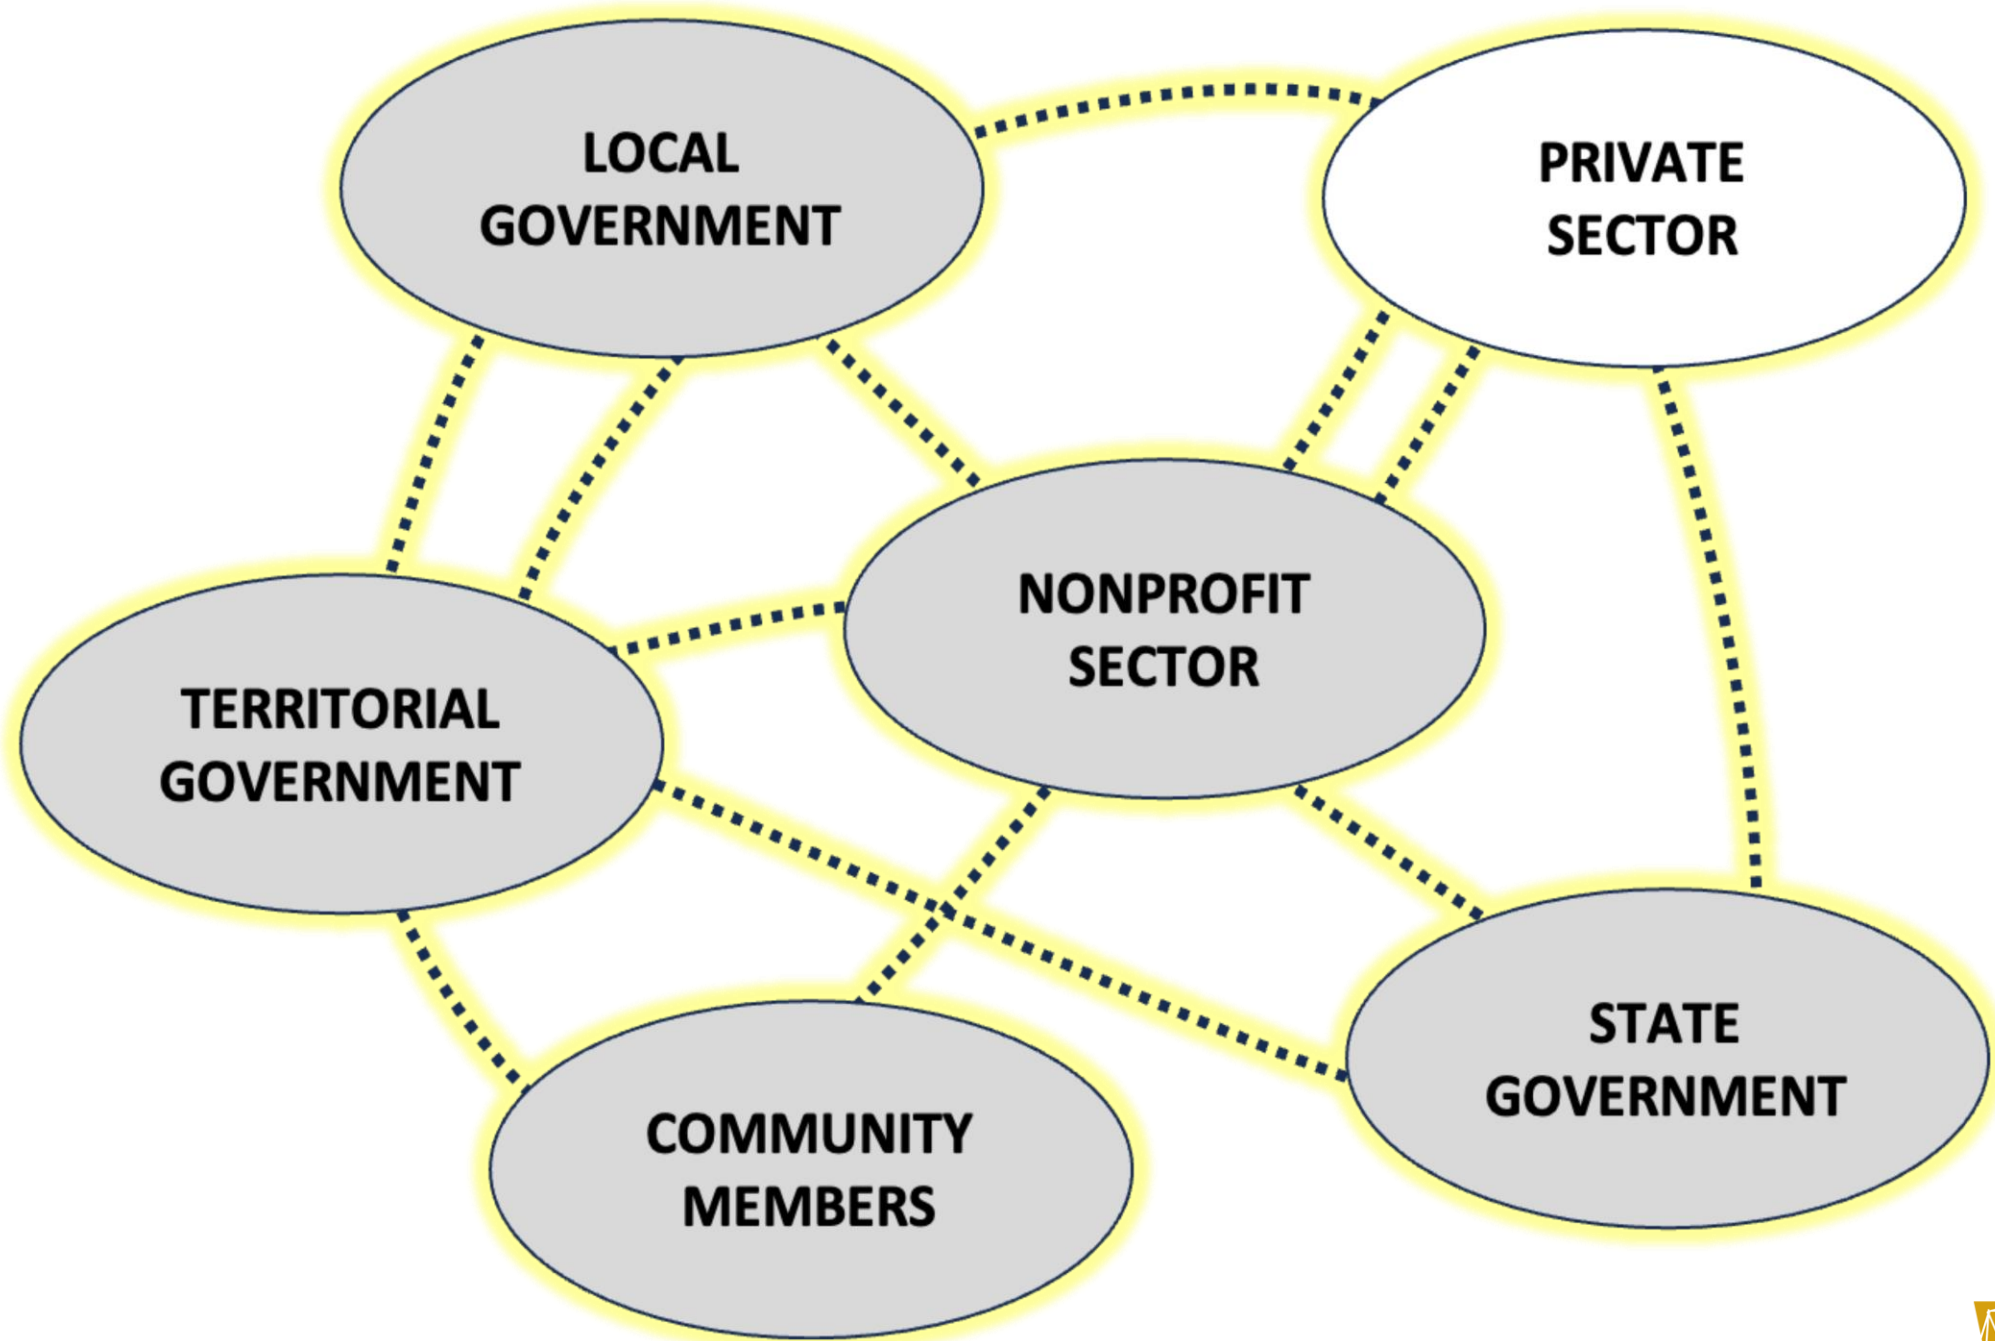 LOCAL
GOVERNMENT
PRIVATE
SECTOR
NONPROFIT
SECTOR
TERRITORIAL
GOVERNMENT
STATE
GOVERNMENT
COMMUNITY
MEMBERS